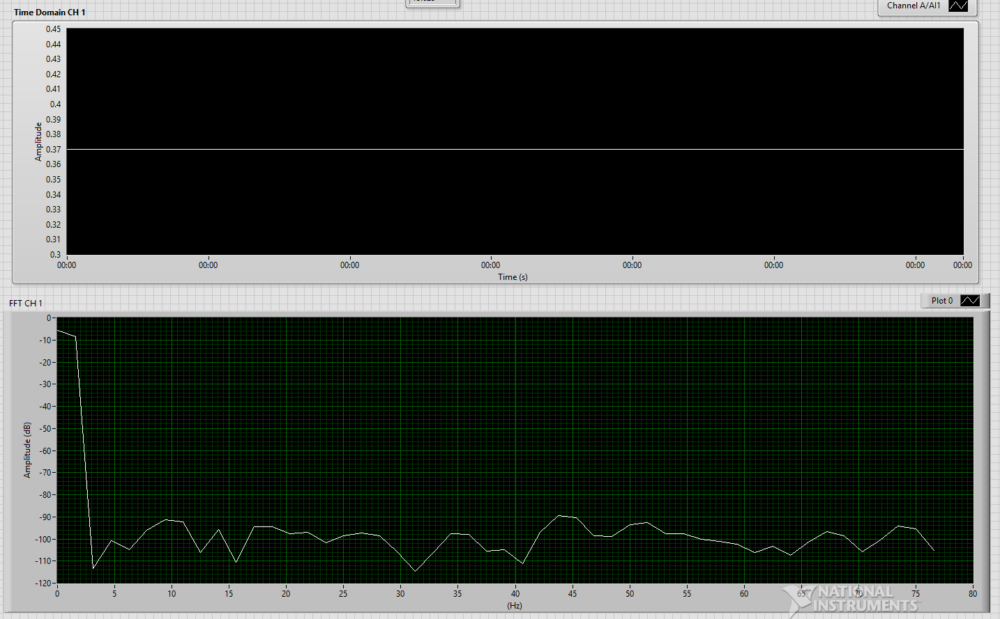 Time Domain CH 1
Channel A/AI1
0.45
0.44
0.43
0.42
0.41
0.4
0.39
0.38
0.37
0.36
0.35
0.34
0.33
0.32
0.31
0.3
Amplitude
00:00 00:00 00:00 00:00 00:00 00:00 00:00 00:00
Time (s)
FFT CH 1
Plot 0
0
-10
-20
-30
-40
-50
-60
-70
-80
-90
-100
-110
-120
Amplitude (dB)
0 5 10 15 20 25 30 35 40 45 50 55 60 65 70 75 80
(Hz)
NATIONAL
INSTRUMENTS